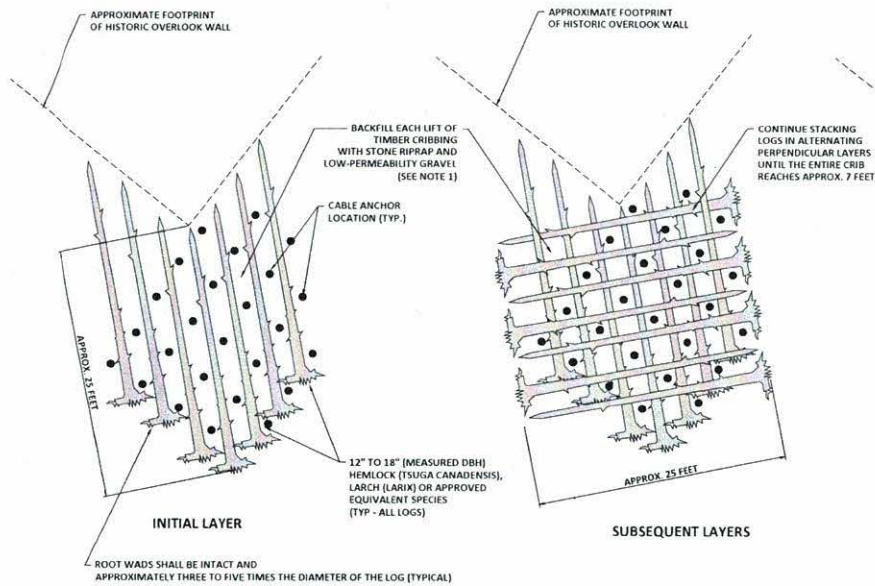 APPROXIMATE FOOTPRINT
OF HISTORIC OVERLOOK WALL
BACKFILL EACH LIFT OF
TIMBER CRIBBING
WITH STONE RIPRAP AND
LOW-PERMEABILITY GRAVEL
(SEE NOTE 1)
CABLE ANCHOR
LOCATION (TYP.)
APPROX. 25 FEET
12" TO 18" (MEASURED DBH)
HEMLOCK (TSUGA CANADENSIS),
LARCH (LARIX) OR APPROVED
EQUIVALENT SPECIES
(TYP - ALL LOGS)
INITIAL LAYER
ROOT WADS SHALL BE INTACT AND
APPROXIMATELY THREE TO FIVE TIMES THE DIAMETER OF THE LOG (TYPICAL)
APPROXIMATE FOOTPRINT
OF HISTORIC OVERLOOK WALL
CONTINUE STACKING
LOGS IN ALTERNATING
PERPENDICULAR LAYERS
UNTIL THE ENTIRE CRIB
REACHES APPROX. 7 FEET
APPROX. 25 FEET
SUBSEQUENT LAYERS